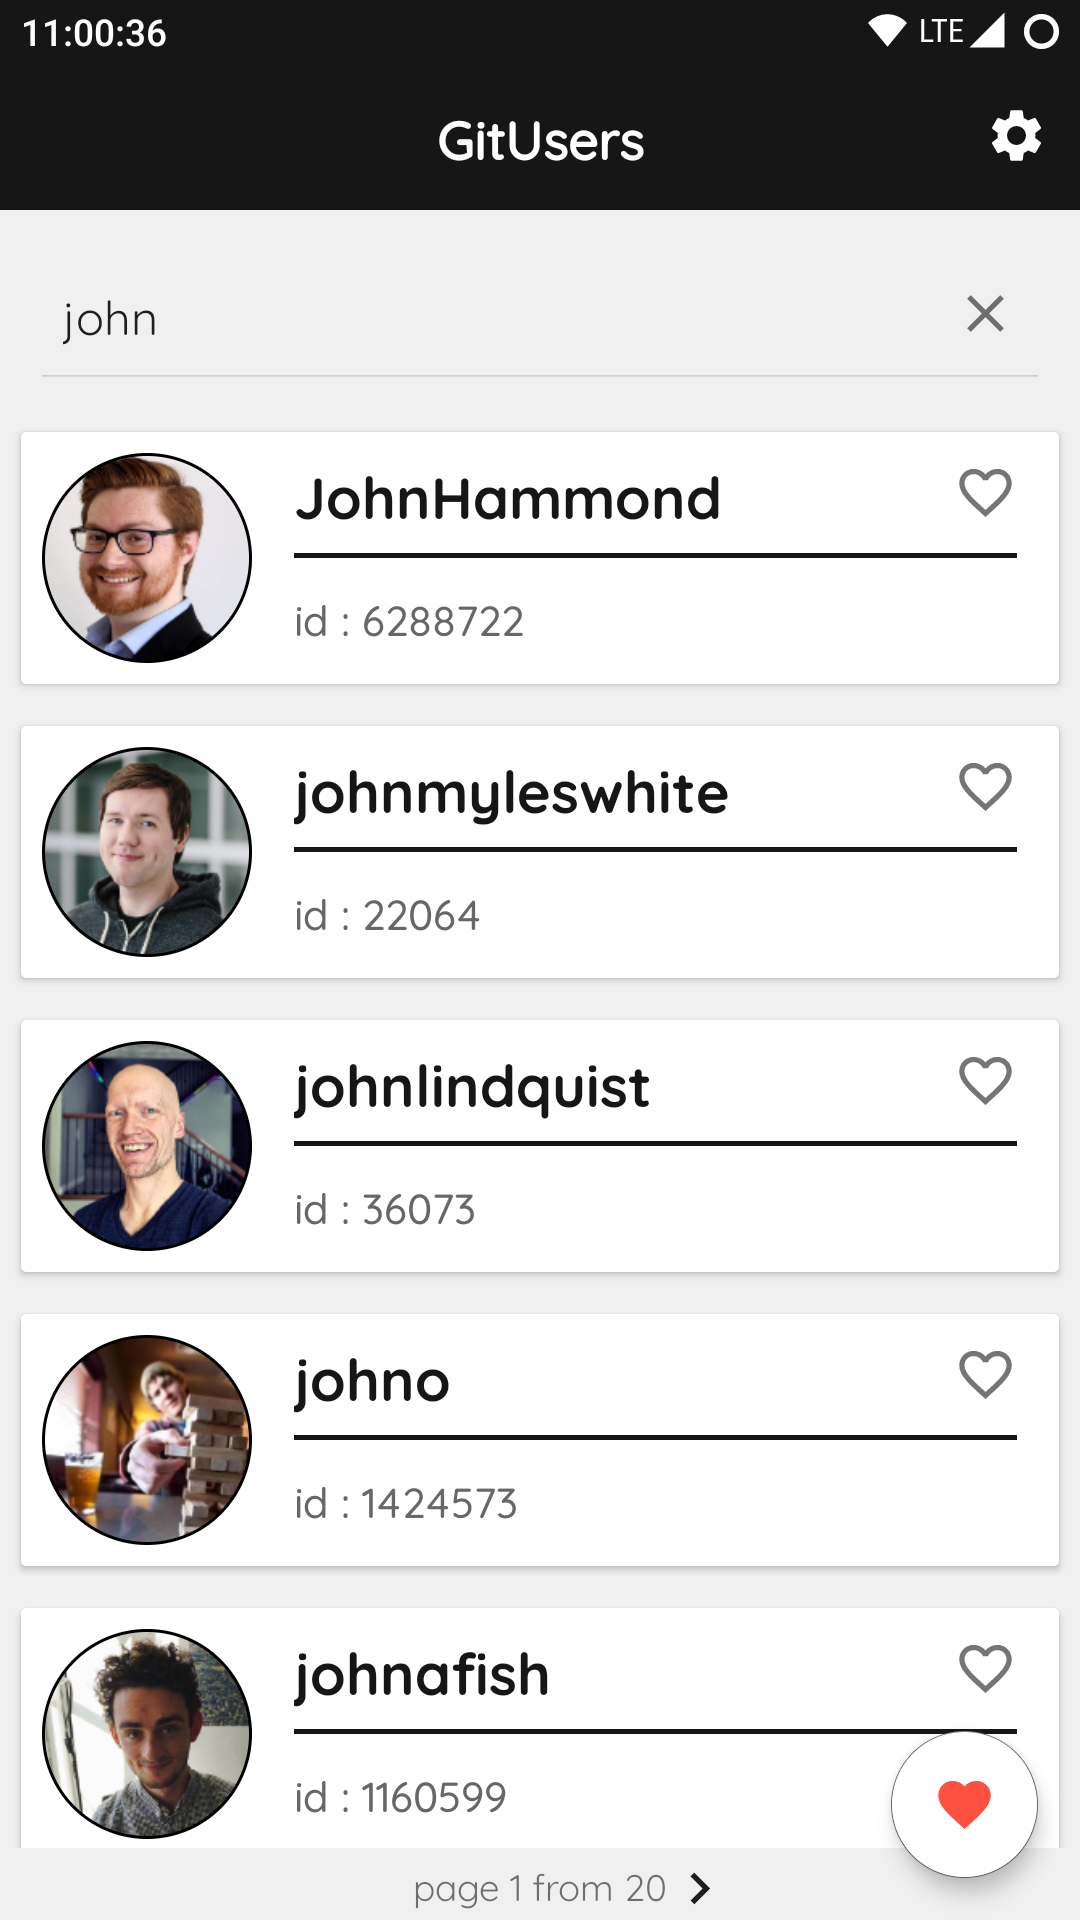 11:00:36 LTE
GitUsers
john
JohnHammond
id : 6288722
johnmyleswhite
id : 22064
johnlindquist
id : 36073
johno
id : 1424573
johnafish
id : 1160599
page 1 from 20